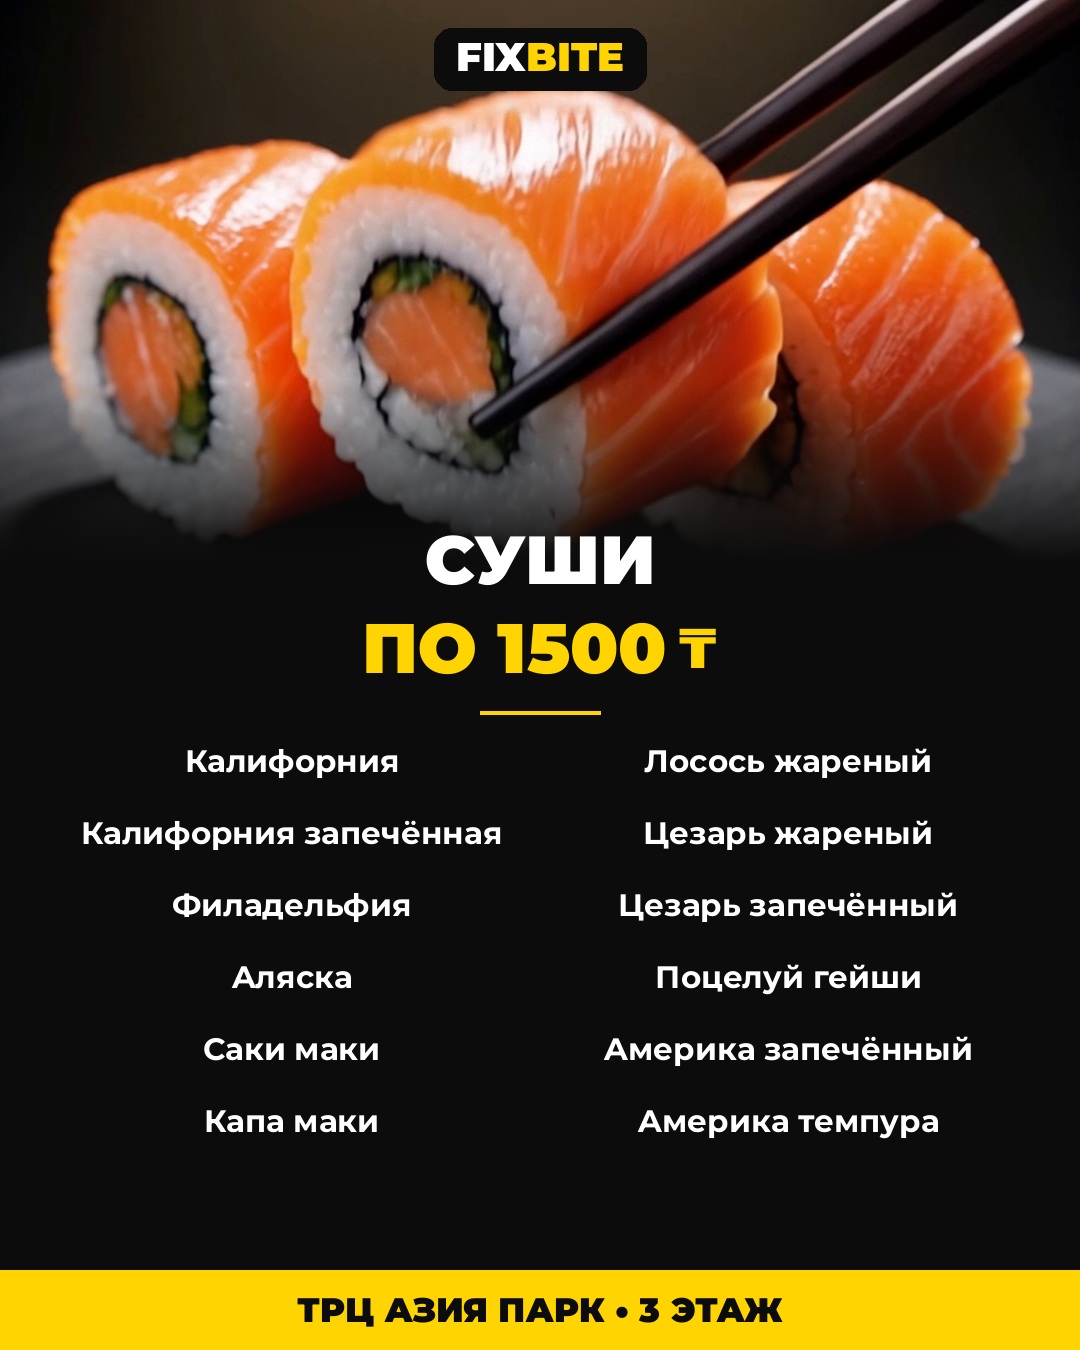 FIXBITE
СУШИ
ПО 1500 ₸
Калифорния
Калифорния запечённая
Филадельфия
Аляска
Саки маки
Капа маки
Лосось жареный
Цезарь жареный
Цезарь запечённый
Поцелуй гейши
Америка запечённый
Америка темпура
ТРЦ АЗИЯ ПАРК • 3 ЭТАЖ